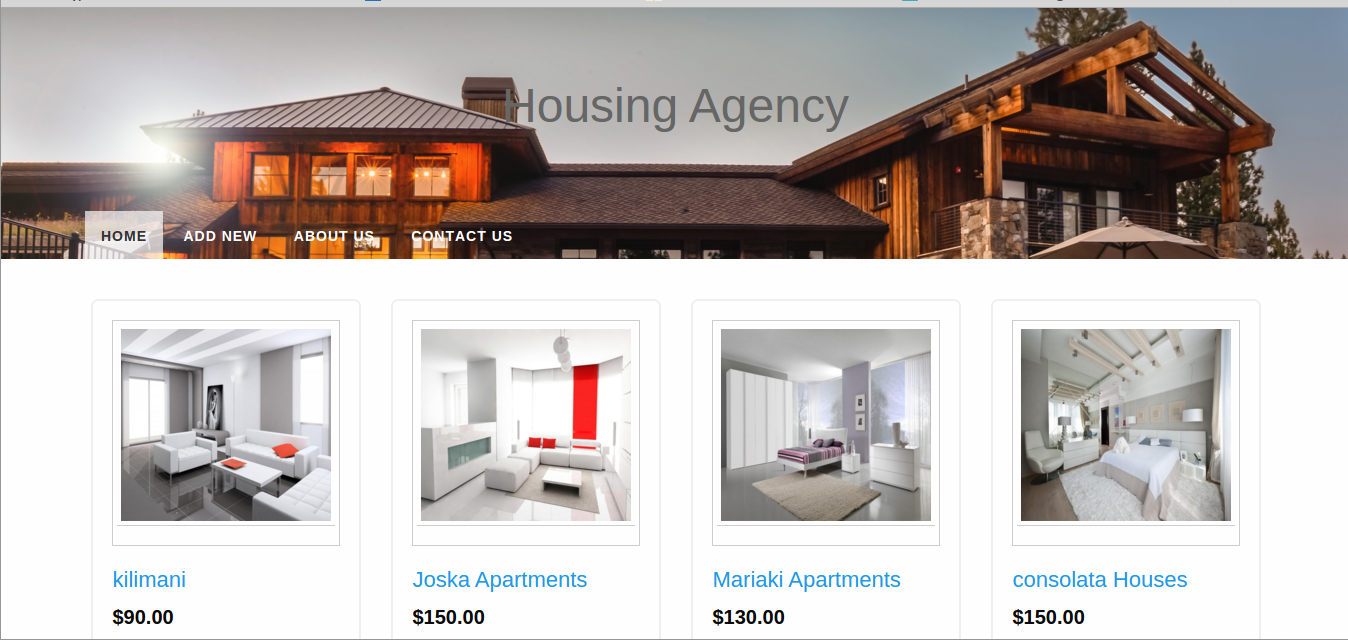 Housing Agency
HOME ADD NEW ABOUT US CONTACT US
kilimani Joska Apartments Mariaki Apartments consolata Houses
$90.00 $150.00 $130.00 $150.00